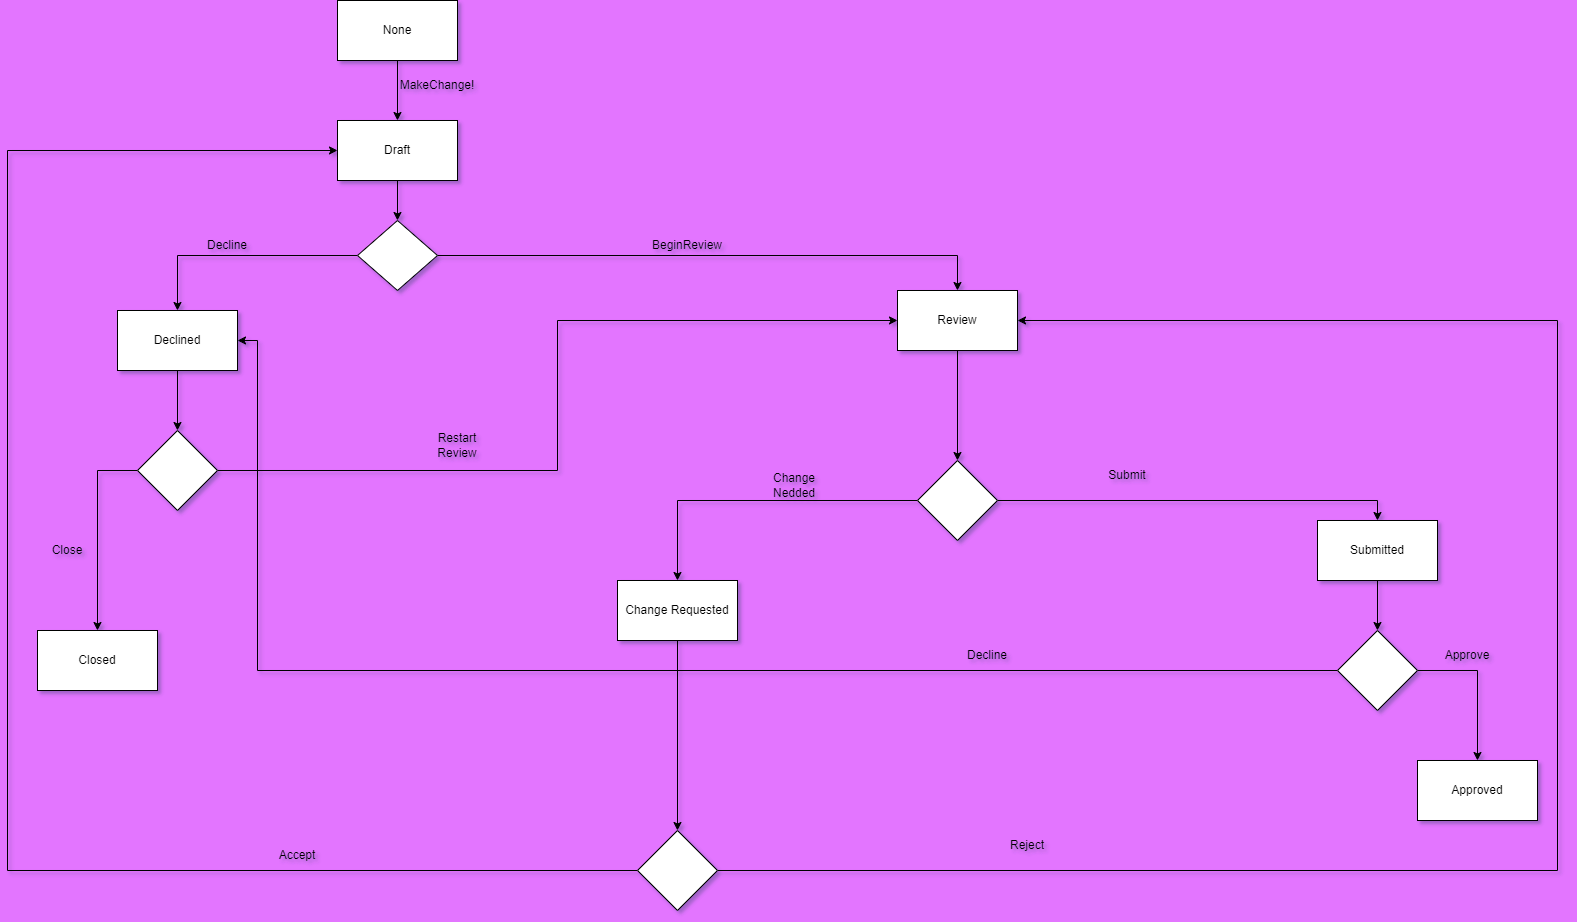 None
MakeChange!
Draft
Decline
BeginReview
Declined
Review
Restart
Review
Change
Nedded
Submit
Close
Submitted
Change Requested
Closed
Decline
Approve
Approved
Accept
Reject